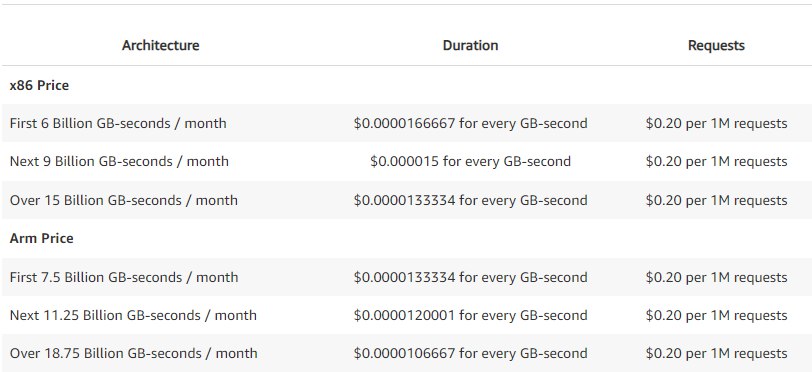 Architecture Duration Requests
x86 Price
First 6 Billion GB-seconds / month $0.0000166667 for every GB-second $0.20 per 1M requests
Next 9 Billion GB-seconds / month $0.000015 for every GB-second $0.20 per 1M requests
Over 15 Billion GB-seconds / month $0.0000133334 for every GB-second $0.20 per 1M requests
Arm Price
First 7.5 Billion GB-seconds / month $0.0000133334 for every GB-second $0.20 per 1M requests
Next 11.25 Billion GB-seconds / month $0.0000120001 for every GB-second $0.20 per 1M requests
Over 18.75 Billion GB-seconds / month $0.0000106667 for every GB-second $0.20 per 1M requests